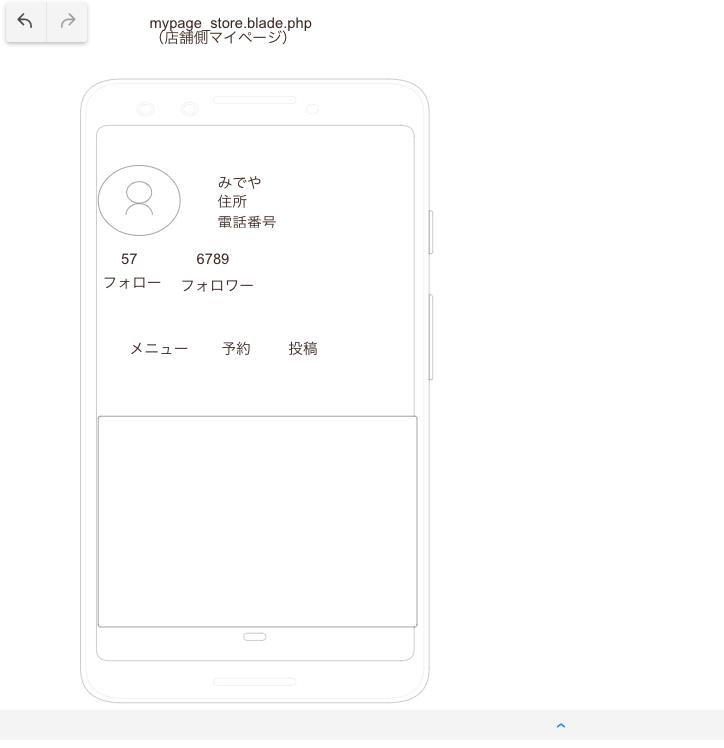 mypage_store.blade.php
（店舗側マイページ）
みでや
住所
電話番号
57 6789
フォロー フォロワー
メニュー 予約 投稿